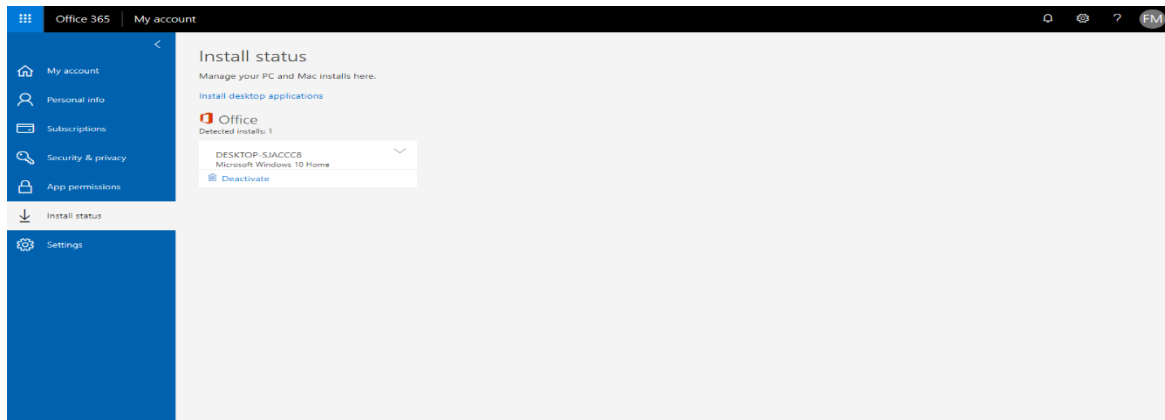 Office 365 My account
? FM
<
My account
Personal info
Subscriptions
Security & privacy
App permissions
Install status
Settings
Install status
Manage your PC and Mac installs here.
Install desktop applications
Office
Detected installs: 1
DESKTOP-SJACCC8
Microsoft Windows 10 Home
Deactivate